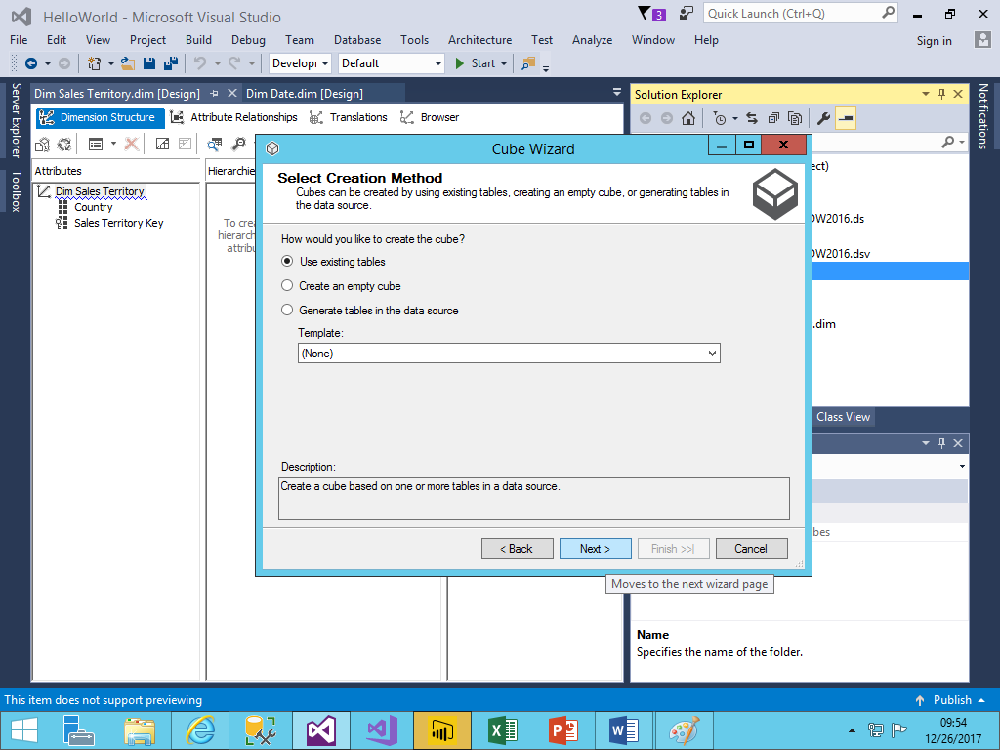 HelloWorld - Microsoft Visual Studio
3
Quick Launch (Ctrl+Q)
File Edit View Project Build Debug Team Database Tools Architecture Test Analyze Window Help
Sign in
Develop Default Start
Server Explorer
Toolbox
Dim Sales Territory.dim [Design] Dim Date.dim [Design]
Dimension Structure Attribute Relationships Translations Browser
Attributes
Dim Sales Territory
Country
Sales Territory Key
Hierarchie
To crea
hierarch
attribu
Cube Wizard
Select Creation Method
Cubes can be created by using existing tables, creating an empty cube, or generating tables in
the data source.
How would you like to create the cube?
Use existing tables
Create an empty cube
Generate tables in the data source
Template:
(None)
Description:
Create a cube based on one or more tables in a data source.
< Back Next > Finish >>| Cancel
Moves to the next wizard page
Solution Explorer
ect)
DW2016.ds
DW2016.dsv
.dim
Class View
bes
Name
Specifies the name of the folder.
Notifications
This item does not support previewing
Publish
09:54
12/26/2017